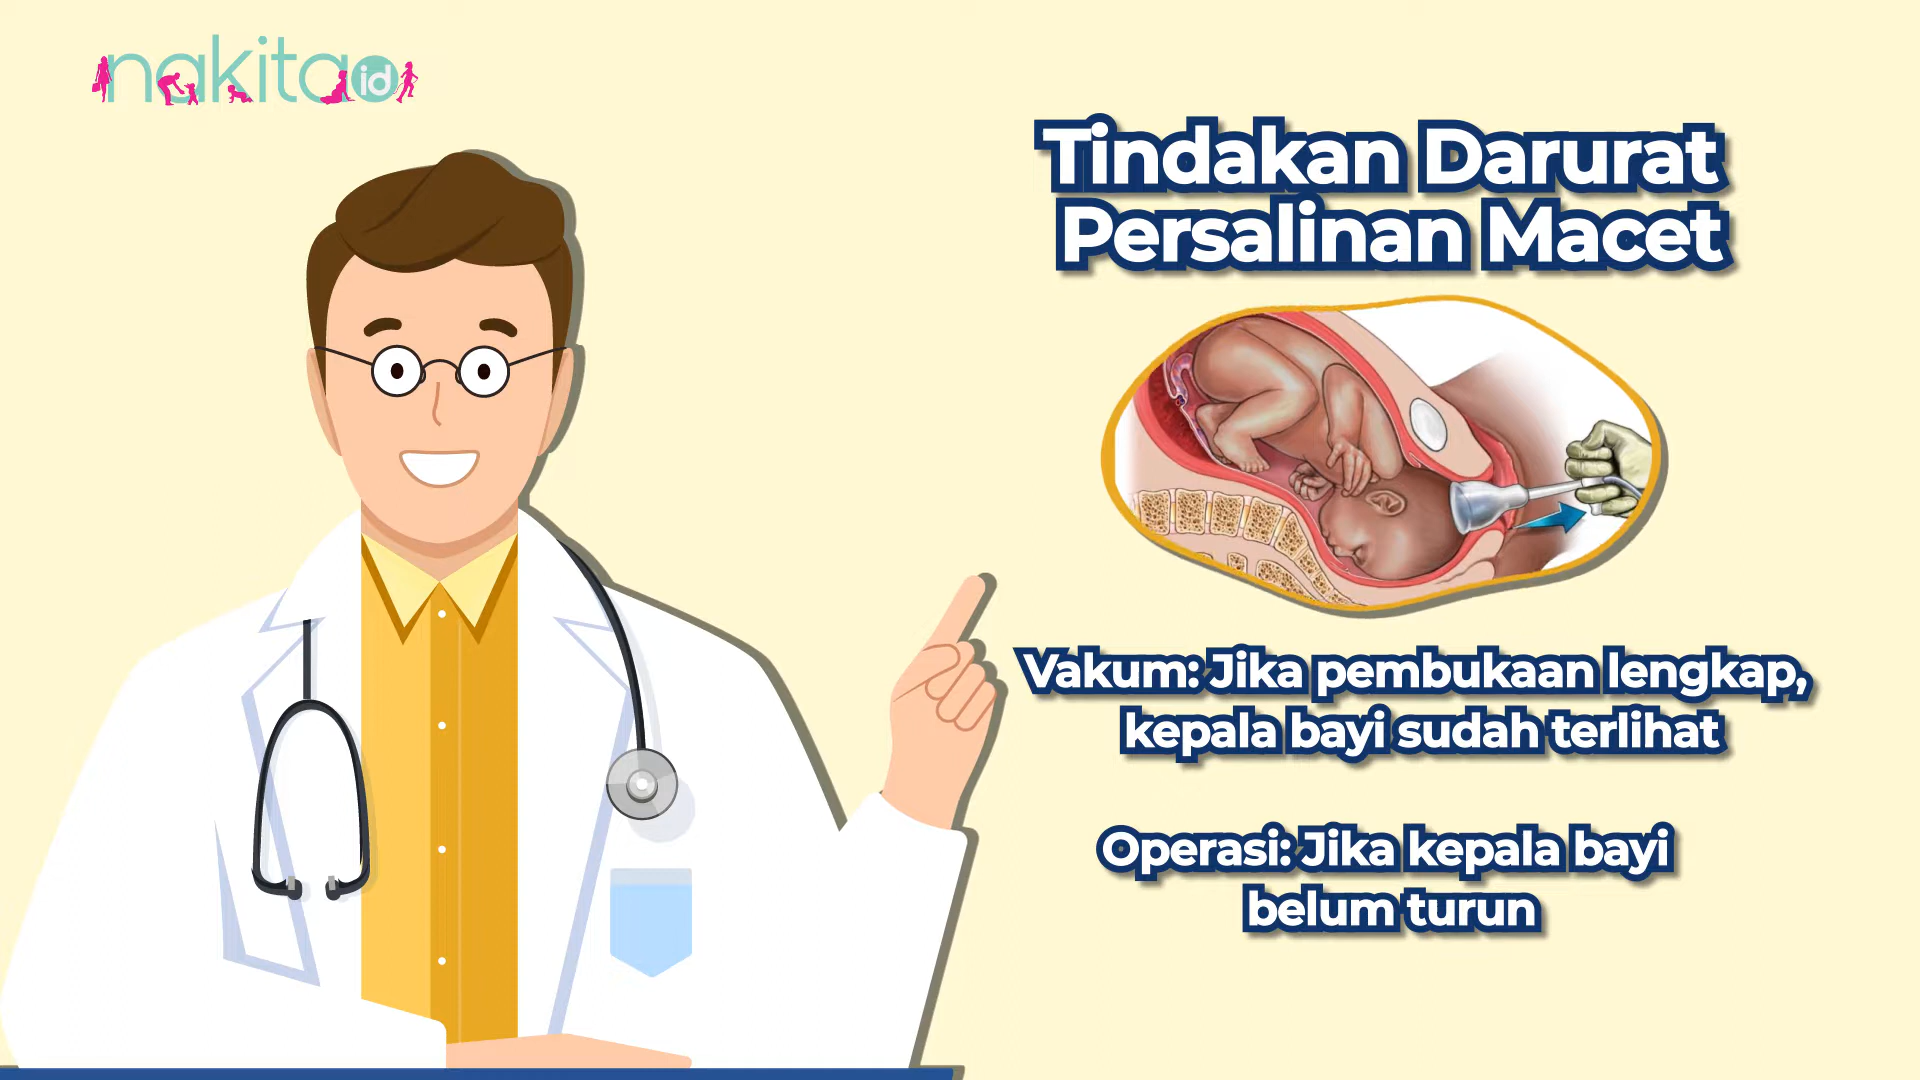 nakita id
Tindakan Darurat
Persalinan Macet
Vakum: Jika pembukaan lengkap,
kepala bayi sudah terlihat
Operasi: Jika kepala bayi
belum turun